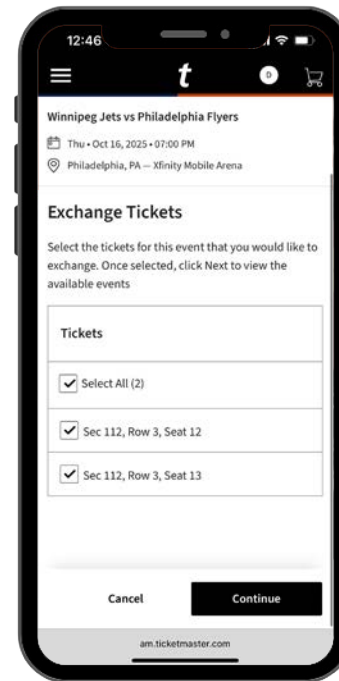 12:46
t
D
Winnipeg Jets vs Philadelphia Flyers
Thu • Oct 16, 2025 • 07:00 PM
Philadelphia, PA — Xfinity Mobile Arena
Exchange Tickets
Select the tickets for this event that you would like to
exchange. Once selected, click Next to view the
available events
Tickets
Select All (2)
Sec 112, Row 3, Seat 12
Sec 112, Row 3, Seat 13
Cancel Continue
am.ticketmaster.com